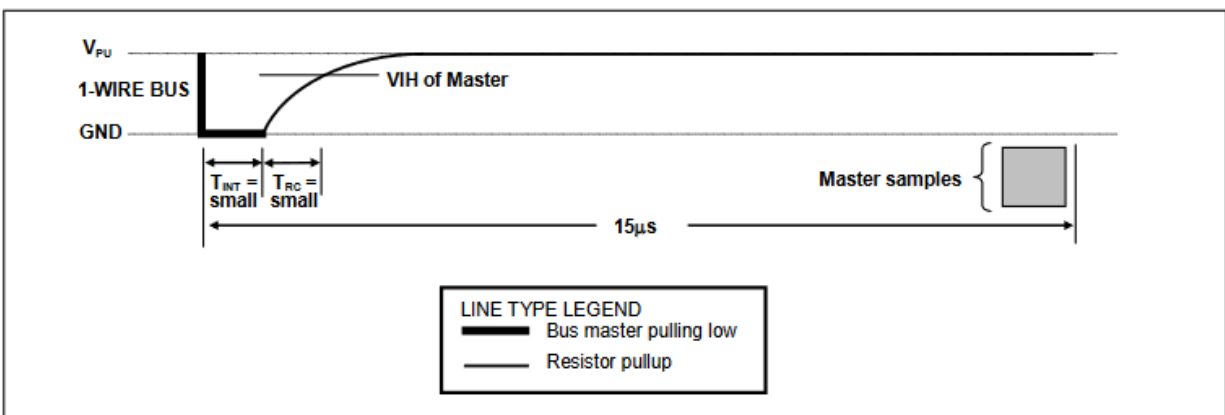 VPU
1-WIRE BUS
VIH of Master
GND
TINT =
small
TRC =
small
Master samples
15μs
LINE TYPE LEGEND
Bus master pulling low
Resistor pullup